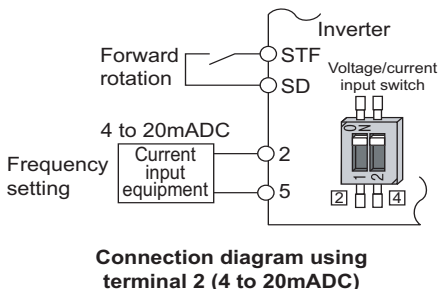 Inverter
Forward
rotation
STF
SD
Voltage/current
input switch
4 to 20mADC
Frequency
setting
Current
input
equipment
2
5
ON
1 2
2
4
Connection diagram using
terminal 2 (4 to 20mADC)